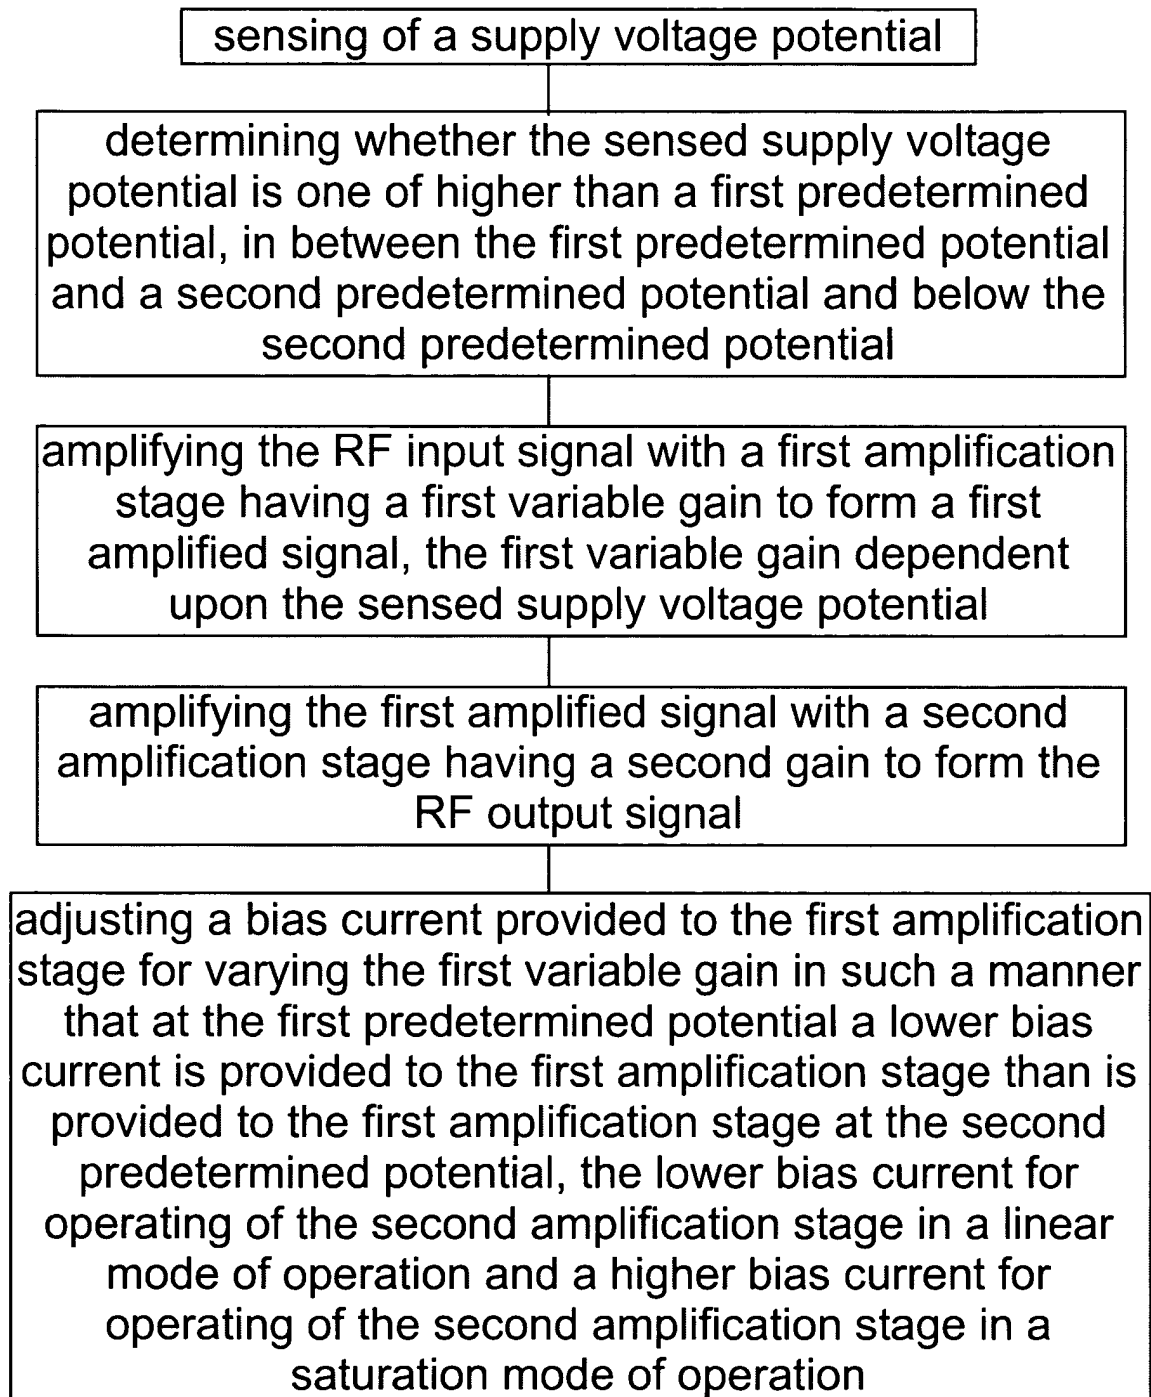 sensing of a supply voltage potential
determining whether the sensed supply voltage
potential is one of higher than a first predetermined
potential, in between the first predetermined potential
and a second predetermined potential and below the
second predetermined potential
amplifying the RF input signal with a first amplification
stage having a first variable gain to form a first
amplified signal, the first variable gain dependent
upon the sensed supply voltage potential
amplifying the first amplified signal with a second
amplification stage having a second gain to form the
RF output signal
adjusting a bias current provided to the first amplification
stage for varying the first variable gain in such a manner
that at the first predetermined potential a lower bias
current is provided to the first amplification stage than is
provided to the first amplification stage at the second
predetermined potential, the lower bias current for
operating of the second amplification stage in a linear
mode of operation and a higher bias current for
operating of the second amplification stage in a
saturation mode of operation